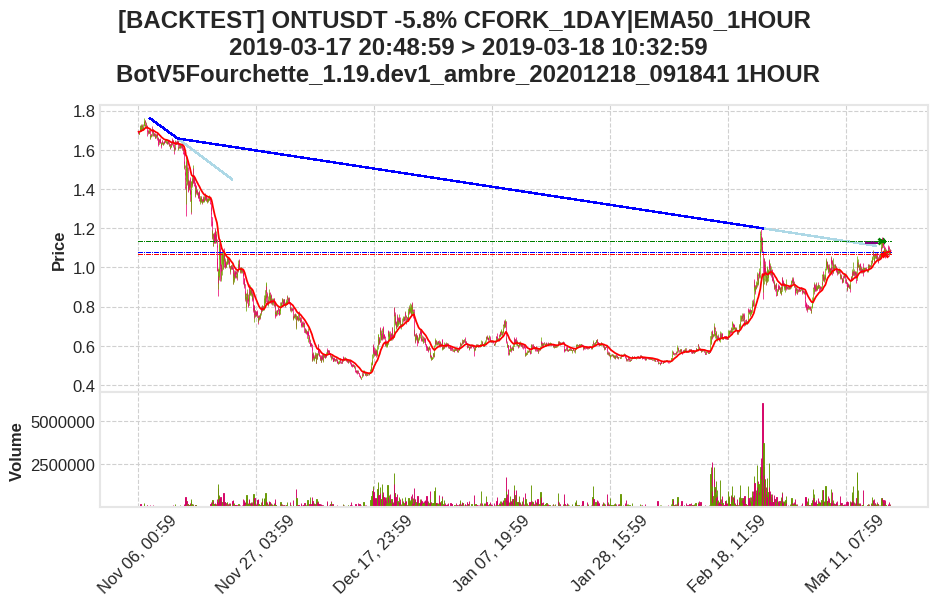 [BACKTEST] ONTUSDT -5.8% CFORK_1DAY|EMA50_1HOUR
2019-03-17 20:48:59 > 2019-03-18 10:32:59
BotV5Fourchette_1.19.dev1_ambre_20201218_091841 1HOUR
1.8
1.6
1.4
1.2
1.0
0.8
0.6
0.4
Price
5000000
2500000
Volume
Nov 06, 00:59
Nov 27, 03:59
Dec 17, 23:59
Jan 07, 19:59
Jan 28, 15:59
Feb 18, 11:59
Mar 11, 07:59